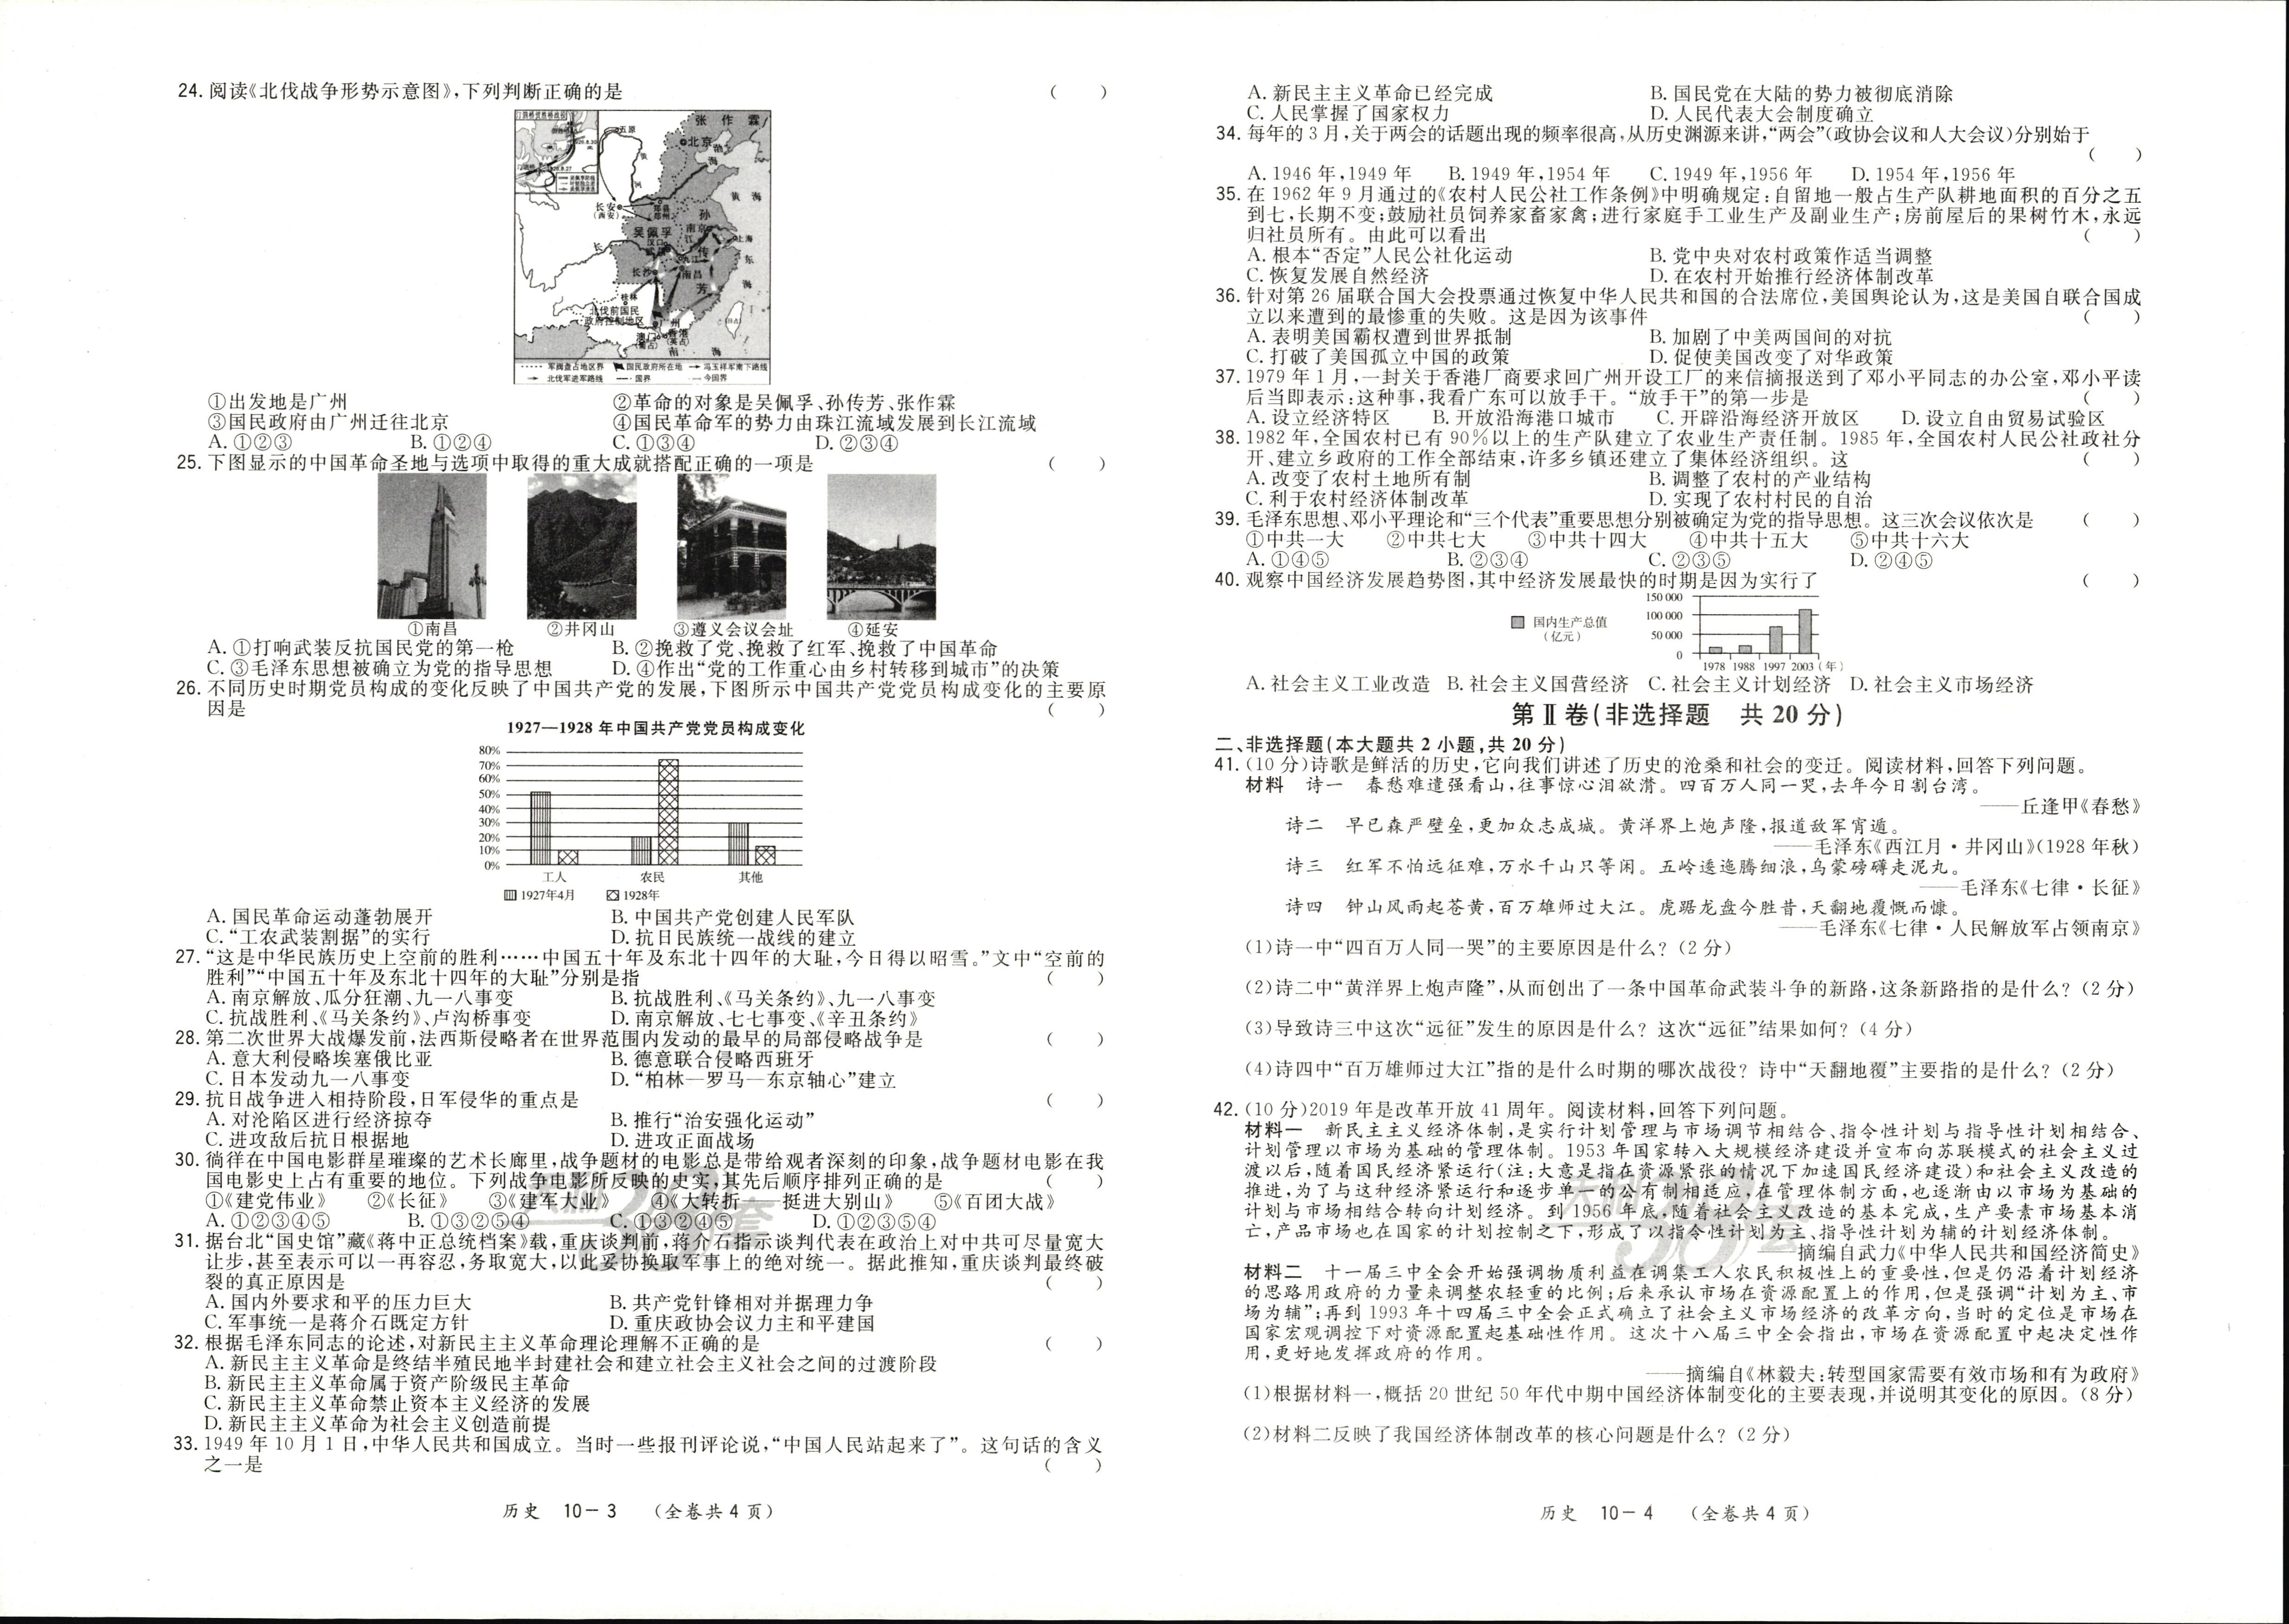 24. 阅读《北伐战争形势示意图》,下列判断正确的是 (　　)
张 作 霖
五原
北京
渤
海
黄
河
黄 海
长安
(西安)
郑县
(郑州)
孙
吴佩孚
南京
江
上海
汉口
传
九江
东
长
长沙
南昌
海
芳
桂林
北伐前国民
政府控制地区
广 州
香港
(英占)
澳门
(葡占)
南 海
军阀盘占地区界 国民政府所在地 冯玉祥军南下路线
北伐军进军路线 国界 今国界
①出发地是广州 ②革命的对象是吴佩孚、孙传芳、张作霖
③国民政府由广州迁往北京 ④国民革命军的势力由珠江流域发展到长江流域
A. ①②③ B. ①②④ C. ①③④ D. ②③④
25. 下图显示的中国革命圣地与选项中取得的重大成就搭配正确的一项是 (　　)
①南昌 ②井冈山 ③遵义会议会址 ④延安
A. ①打响武装反抗国民党的第一枪 B. ②挽救了党、挽救了红军、挽救了中国革命
C. ③毛泽东思想被确立为党的指导思想 D. ④作出“党的工作重心由乡村转移到城市”的决策
26. 不同历史时期党员构成的变化反映了中国共产党的发展,下图所示中国共产党党员构成变化的主要原
因是 (　　)
1927—1928 年中国共产党党员构成变化
80%
70%
60%
50%
40%
30%
20%
10%
0%
工人 农民 其他
1927年4月 1928年
A. 国民革命运动蓬勃展开 B. 中国共产党创建人民军队
C. “工农武装割据”的实行 D. 抗日民族统一战线的建立
27. “这是中华民族历史上空前的胜利……中国五十年及东北十四年的大耻,今日得以昭雪。”文中“空前的
胜利”“中国五十年及东北十四年的大耻”分别是指 (　　)
A. 南京解放、瓜分狂潮、九一八事变 B. 抗战胜利、《马关条约》、九一八事变
C. 抗战胜利、《马关条约》、卢沟桥事变 D. 南京解放、七七事变、《辛丑条约》
28. 第二次世界大战爆发前,法西斯侵略者在世界范围内发动的最早的局部侵略战争是 (　　)
A. 意大利侵略埃塞俄比亚 B. 德意联合侵略西班牙
C. 日本发动九一八事变 D. “柏林—罗马—东京轴心”建立
29. 抗日战争进入相持阶段,日军侵华的重点是 (　　)
A. 对沦陷区进行经济掠夺 B. 推行“治安强化运动”
C. 进攻敌后抗日根据地 D. 进攻正面战场
30. 徜徉在中国电影群星璀璨的艺术长廊里,战争题材的电影总是带给观者深刻的印象,战争题材电影在我
国电影史上占有重要的地位。下列战争电影所反映的史实,其先后顺序排列正确的是 (　　)
①《建党伟业》 ②《长征》 ③《建军大业》 ④《大转折——挺进大别山》 ⑤《百团大战》
A. ①②③④⑤ B. ①③②⑤④ C. ①③②④⑤ D. ①②③⑤④
31. 据台北“国史馆”藏《蒋中正总统档案》载,重庆谈判前,蒋介石指示谈判代表在政治上对中共可尽量宽大
让步,甚至表示可以一再容忍,务取宽大,以此妥协换取军事上的绝对统一。据此推知,重庆谈判最终破
裂的真正原因是 (　　)
A. 国内外要求和平的压力巨大 B. 共产党针锋相对并据理力争
C. 军事统一是蒋介石既定方针 D. 重庆政协会议力主和平建国
32. 根据毛泽东同志的论述,对新民主主义革命理论理解不正确的是 (　　)
A. 新民主主义革命是终结半殖民地半封建社会和建立社会主义社会之间的过渡阶段
B. 新民主主义革命属于资产阶级民主革命
C. 新民主主义革命禁止资本主义经济的发展
D. 新民主主义革命为社会主义创造前提
33. 1949 年 10 月 1 日,中华人民共和国成立。当时一些报刊评论说,“中国人民站起来了”。这句话的含义
之一是 (　　)
历史 10－3 (全卷共 4 页)
A. 新民主主义革命已经完成 B. 国民党在大陆的势力被彻底消除
C. 人民掌握了国家权力 D. 人民代表大会制度确立
34. 每年的 3 月,关于两会的话题出现的频率很高,从历史渊源来讲,“两会”(政协会议和人大会议)分别始于
(　　)
A. 1946 年,1949 年 B. 1949 年,1954 年 C. 1949 年,1956 年 D. 1954 年,1956 年
35. 在 1962 年 9 月通过的《农村人民公社工作条例》中明确规定:自留地一般占生产队耕地面积的百分之五
到七,长期不变;鼓励社员饲养家畜家禽;进行家庭手工业生产及副业生产;房前屋后的果树竹木,永远
归社员所有。由此可以看出 (　　)
A. 根本“否定”人民公社化运动 B. 党中央对农村政策作适当调整
C. 恢复发展自然经济 D. 在农村开始推行经济体制改革
36. 针对第 26 届联合国大会投票通过恢复中华人民共和国的合法席位,美国舆论认为,这是美国自联合国成
立以来遭到的最惨重的失败。这是因为该事件 (　　)
A. 表明美国霸权遭到世界抵制 B. 加剧了中美两国间的对抗
C. 打破了美国孤立中国的政策 D. 促使美国改变了对华政策
37. 1979 年 1 月,一封关于香港厂商要求回广州开设工厂的来信摘报送到了邓小平同志的办公室,邓小平读
后当即表示:这种事,我看广东可以放手干。“放手干”的第一步是 (　　)
A. 设立经济特区 B. 开放沿海港口城市 C. 开辟沿海经济开放区 D. 设立自由贸易试验区
38. 1982 年,全国农村已有 90％以上的生产队建立了农业生产责任制。1985 年,全国农村人民公社政社分
开、建立乡政府的工作全部结束,许多乡镇还建立了集体经济组织。这 (　　)
A. 改变了农村土地所有制 B. 调整了农村的产业结构
C. 利于农村经济体制改革 D. 实现了农村村民的自治
39. 毛泽东思想、邓小平理论和“三个代表”重要思想分别被确定为党的指导思想。这三次会议依次是 (　　)
①中共一大 ②中共七大 ③中共十四大 ④中共十五大 ⑤中共十六大
A. ①④⑤ B. ②③④ C. ②③⑤ D. ②④⑤
40. 观察中国经济发展趋势图,其中经济发展最快的时期是因为实行了 (　　)
国内生产总值
(亿元)
150 000
100 000
50 000
0
1978 1988 1997 2003 (年)
A. 社会主义工业改造 B. 社会主义国营经济 C. 社会主义计划经济 D. 社会主义市场经济
第Ⅱ卷(非选择题 共 20 分)
二、非选择题(本大题共 2 小题,共 20 分)
41. (10 分)诗歌是鲜活的历史,它向我们讲述了历史的沧桑和社会的变迁。阅读材料,回答下列问题。
材料 诗一 春愁难遣强看山,往事惊心泪欲潸。四百万人同一哭,去年今日割台湾。
——丘逢甲《春愁》
诗二 早已森严壁垒,更加众志成城。黄洋界上炮声隆,报道敌军宵遁。
——毛泽东《西江月·井冈山》(1928 年秋)
诗三 红军不怕远征难,万水千山只等闲。五岭逶迤腾细浪,乌蒙磅礴走泥丸。
——毛泽东《七律·长征》
诗四 钟山风雨起苍黄,百万雄师过大江。虎踞龙盘今胜昔,天翻地覆慨而慷。
——毛泽东《七律·人民解放军占领南京》
(1)诗一中“四百万人同一哭”的主要原因是什么? (2 分)
(2)诗二中“黄洋界上炮声隆”,从而创出了一条中国革命武装斗争的新路,这条新路指的是什么? (2 分)
(3)导致诗三中这次“远征”发生的原因是什么? 这次“远征”结果如何? (4 分)
(4)诗四中“百万雄师过大江”指的是什么时期的哪次战役? 诗中“天翻地覆”主要指的是什么? (2 分)
42. (10 分)2019 年是改革开放 41 周年。阅读材料,回答下列问题。
材料一 新民主主义经济体制,是实行计划管理与市场调节相结合、指令性计划与指导性计划相结合、
计划管理以市场为基础的管理体制。1953 年国家转入大规模经济建设并宣布向苏联模式的社会主义过
渡以后,随着国民经济紧运行(注:大意是指在资源紧张的情况下加速国民经济建设)和社会主义改造的
推进,为了与这种经济紧运行和逐步单一的公有制相适应,在管理体制方面,也逐渐由以市场为基础的
计划与市场相结合转向计划经济。到 1956 年底,随着社会主义改造的基本完成,生产要素市场基本消
亡,产品市场也在国家的计划控制之下,形成了以指令性计划为主、指导性计划为辅的计划经济体制。
——摘编自武力《中华人民共和国经济简史》
材料二 十一届三中全会开始强调物质利益在调集工人农民积极性上的重要性,但是仍沿着计划经济
的思路用政府的力量来调整农轻重的比例;后来承认市场在资源配置上的作用,但是强调“计划为主、市
场为辅”;再到 1993 年十四届三中全会正式确立了社会主义市场经济的改革方向,当时的定位是市场在
国家宏观调控下对资源配置起基础性作用。这次十八届三中全会指出,市场在资源配置中起决定性作
用,更好地发挥政府的作用。
——摘编自《林毅夫:转型国家需要有效市场和有为政府》
(1)根据材料一,概括 20 世纪 50 年代中期中国经济体制变化的主要表现,并说明其变化的原因。(8 分)
(2)材料二反映了我国经济体制改革的核心问题是什么? (2 分)
历史 10－4 (全卷共 4 页)